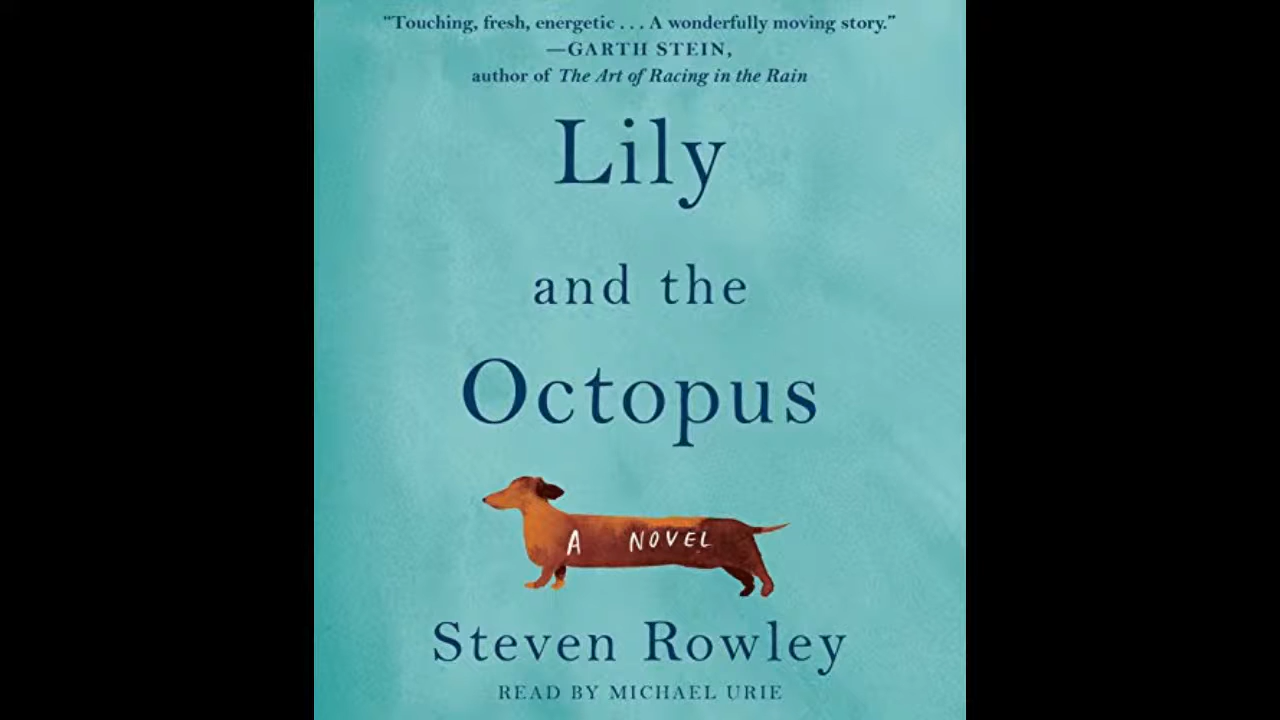 “Touching, fresh, energetic . . . A wonderfully moving story.”
—GARTH STEIN,
author of The Art of Racing in the Rain
Lily
and the
Octopus
A NOVEL
Steven Rowley
READ BY MICHAEL URIE